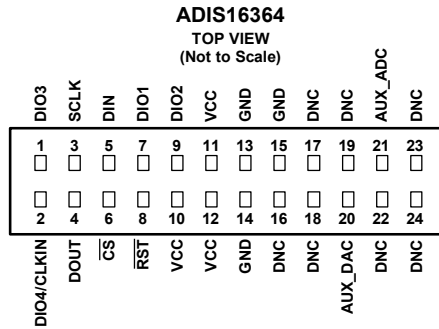 ADIS16364
TOP VIEW
(Not to Scale)
DIO3 SCLK DIN DIO1 DIO2 VCC GND GND DNC DNC AUX_ADC DNC
1 3 5 7 9 11 13 15 17 19 21 23
2 4 6 8 10 12 14 16 18 20 22 24
DIO4/CLKIN DOUT C̅S̅ R̅S̅T̅ VCC VCC GND DNC DNC AUX_DAC DNC DNC